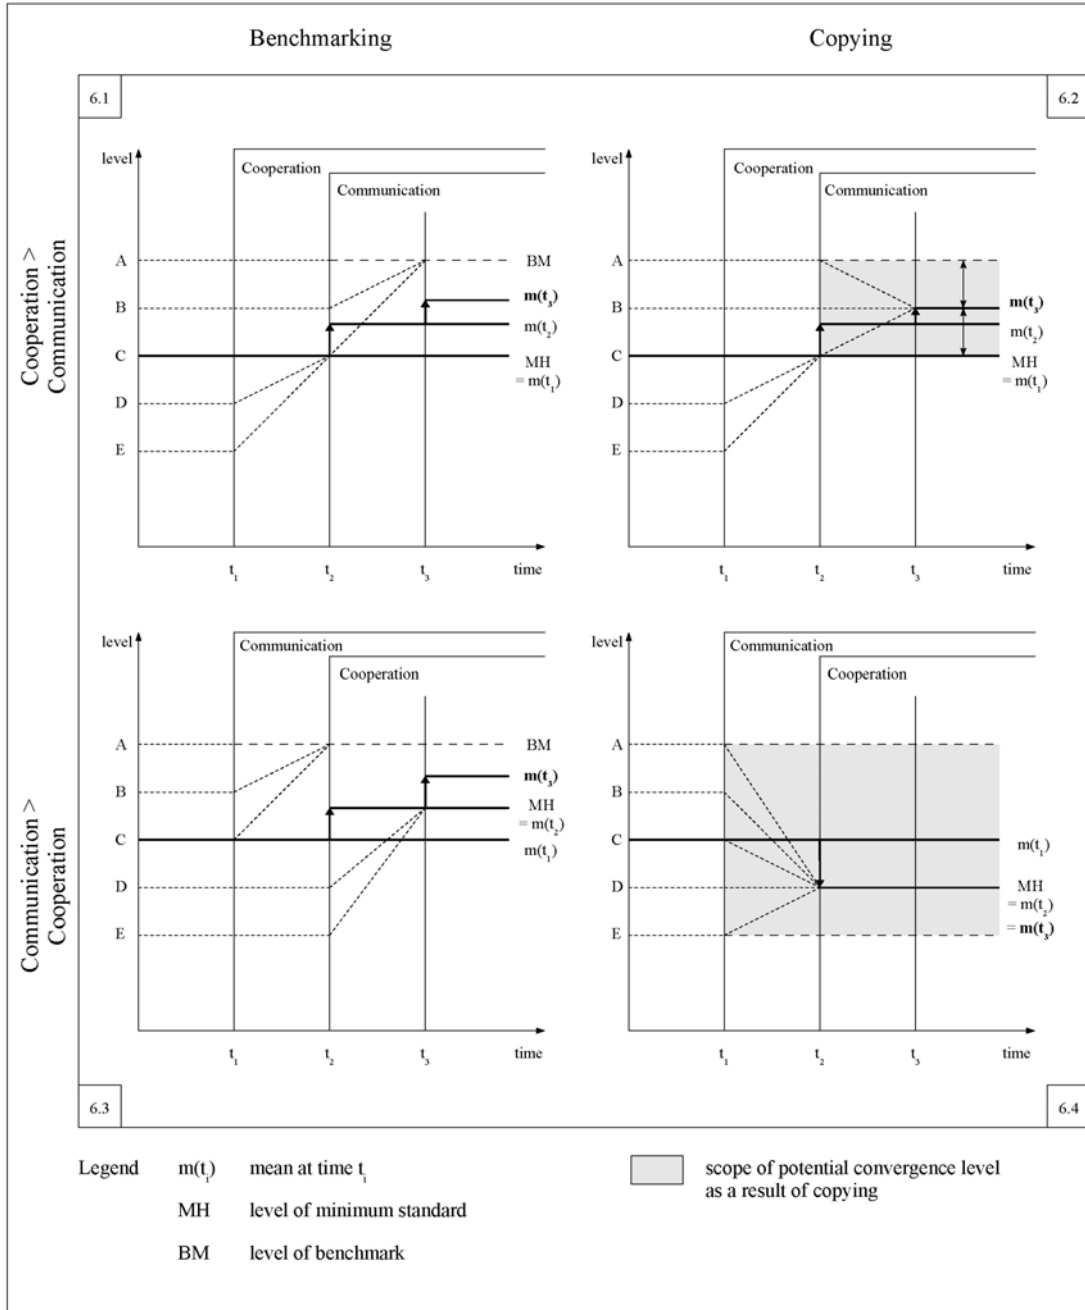 Benchmarking
Copying
Cooperation >
Communication
6.1
level
Cooperation
Communication
A
B
C
D
E
BM
m(t3)
m(t2)
MH
= m(t1)
t1
t2
t3
time
6.2
level
Cooperation
Communication
A
B
C
D
E
m(t3)
m(t2)
MH
= m(t1)
t1
t2
t3
time
Communication >
Cooperation
level
Communication
Cooperation
A
B
C
D
E
BM
m(t3)
MH
= m(t2)
m(t1)
t1
t2
t3
time
6.3
level
Communication
Cooperation
A
B
C
D
E
m(t1)
MH
= m(t2)
= m(t3)
t1
t2
t3
time
6.4
Legend
m(ti) mean at time ti
MH level of minimum standard
BM level of benchmark
scope of potential convergence level
as a result of copying